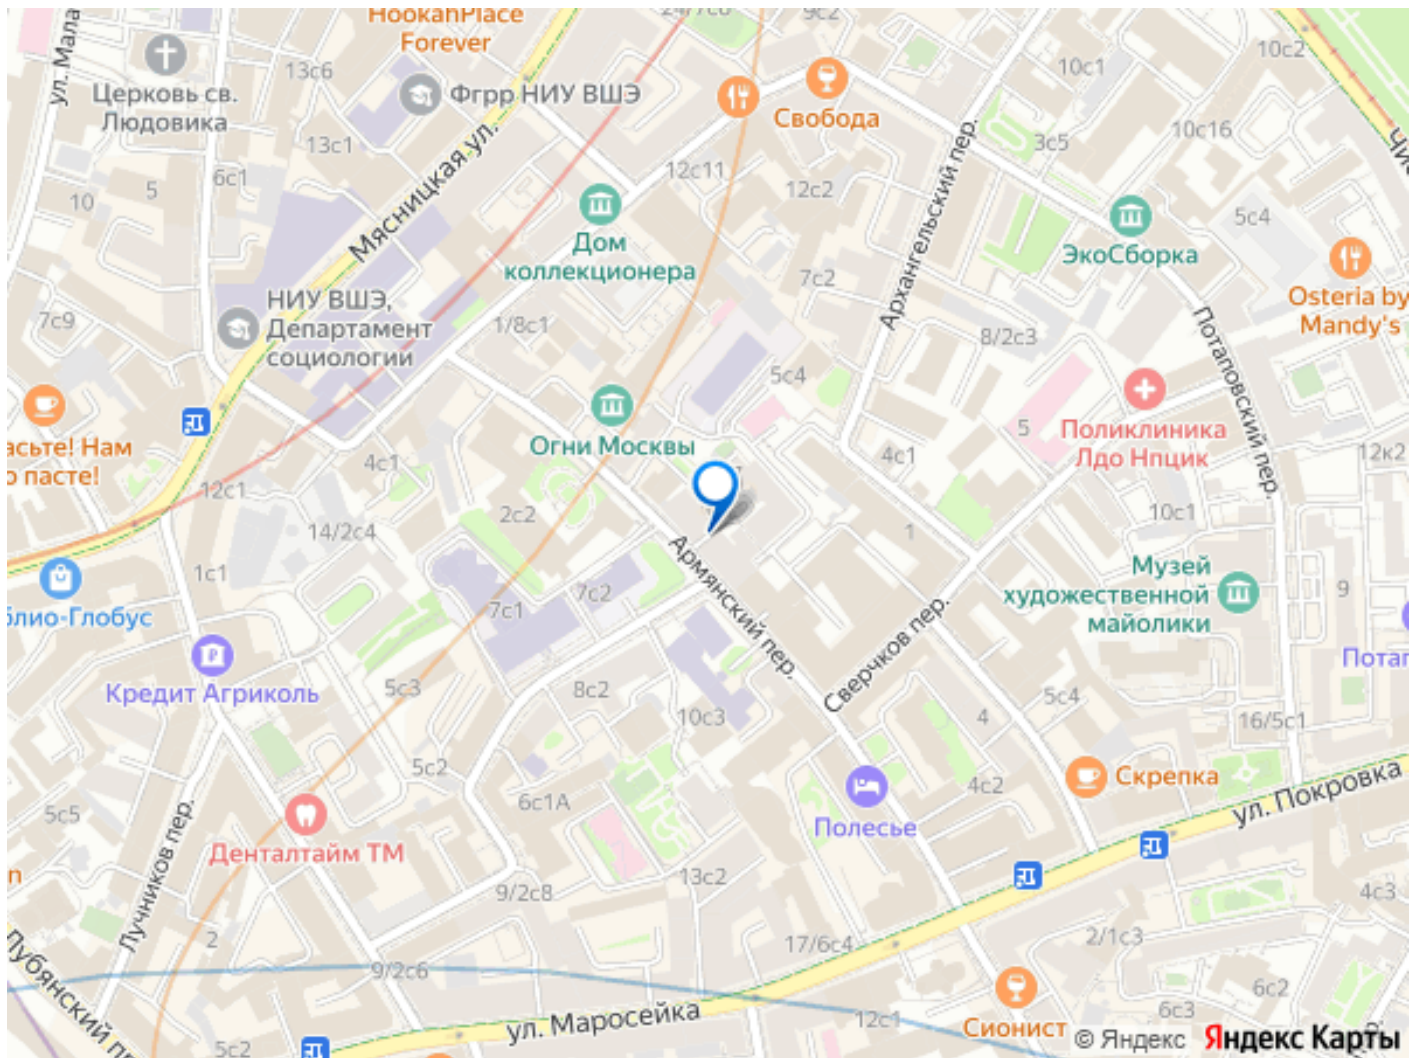 HookahPlace
Forever
24/7с6
9с2
10с2
ул. Мала
Церковь св.
Людовика
13с6
Фгрр НИУ ВШЭ
Свобода
10с1
13с1
Мясницкая ул.
12с11
12с2
3с5
10с16
Архангельский пер.
10
5
6с1
Дом
коллекционера
5с4
ЭкоСборка
Osteria by
Mandy's
НИУ ВШЭ,
Департамент
социологии
7с9
1/8с1
7с2
8/2с3
Потаповский пер.
5с4
асьте! Нам
о пасте!
Огни Москвы
5
Поликлиника
Лдо Нпцик
4с1
4с1
12к2
12с1
14/2с4
2с2
1
10с1
Армянский пер.
1с1
7с2
7с1
Музей
художественной
майолики
9
блио-Глобус
Сверчков пер.
Кредит Агриколь
5с3
8с2
10с3
5с4
4
16/5с1
Потап
5с2
6с1А
Полесье
4с2
Скрепка
ул. Покровка
5с5
Лучников пер.
Денталтайм ТМ
n
9/2с8
13с2
4с3
2
Лубянский пр
9/2с6
17/6с4
2/1с3
ул. Маросейка
12с1
Сионист
6с3
6с2
5с2
© Яндекс Яндекс Карты